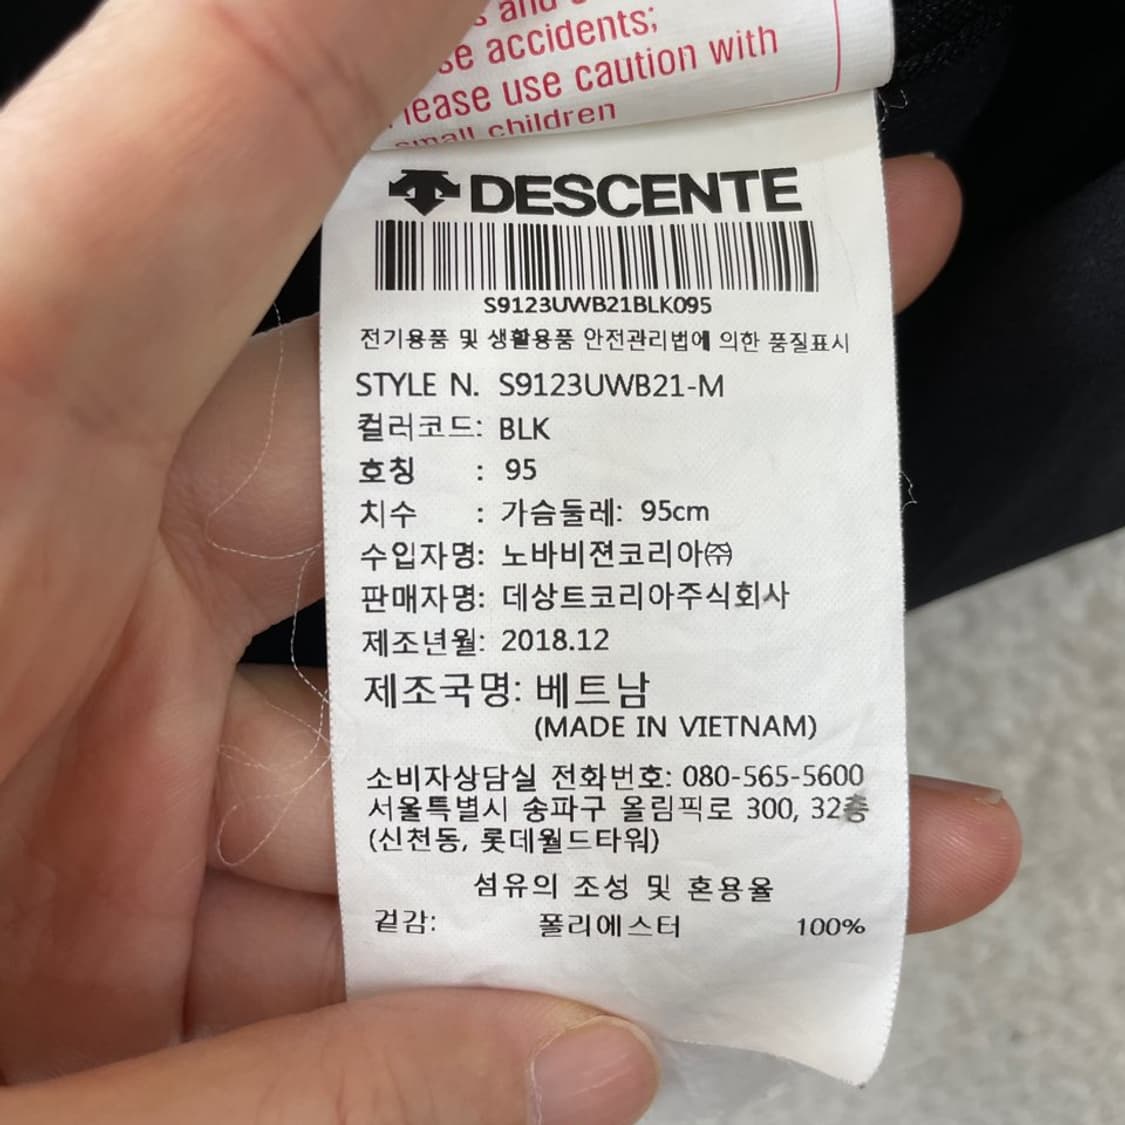 and
accidents;
use caution with
small children
DESCENTE
S9123UWB21BLK095
전기용품 및 생활용품 안전관리법에 의한 품질표시
STYLE N. S9123UWB21-M
컬러코드: BLK
호칭 : 95
치수 : 가슴둘레: 95cm
수입자명: 노바비젼코리아㈜
판매자명: 데상트코리아주식회사
제조년월: 2018.12
제조국명: 베트남
(MADE IN VIETNAM)
소비자상담실 전화번호: 080-565-5600
서울특별시 송파구 올림픽로 300, 32층
(신천동, 롯데월드타워)
섬유의 조성 및 혼용율
겉감: 폴리에스터 100%